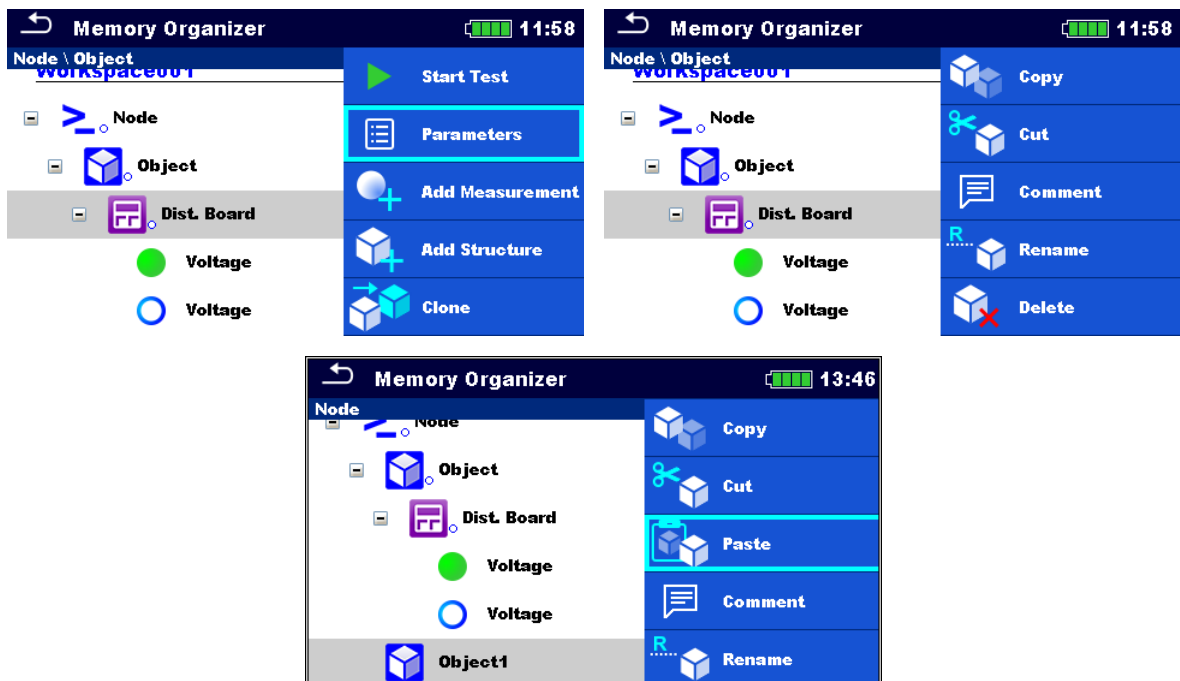 Memory Organizer 11:58
Node \ Object
Workspace001
Node
Object
Dist. Board
Voltage
Voltage
Start Test
Parameters
Add Measurement
Add Structure
Clone
Memory Organizer 11:58
Node \ Object
Workspace001
Node
Object
Dist. Board
Voltage
Voltage
Copy
Cut
Comment
R
Rename
Delete
Memory Organizer 13:46
Node
Node
Object
Dist. Board
Voltage
Voltage
Object1
Copy
Cut
Paste
Comment
R
Rename